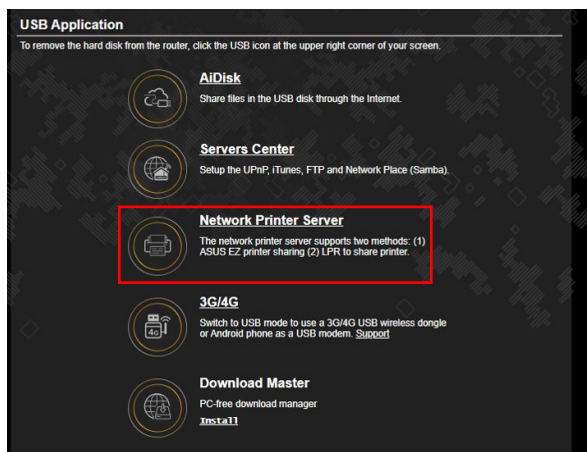 USB Application
To remove the hard disk from the router, click the USB icon at the upper right corner of your screen.
AiDisk
Share files in the USB disk through the Internet.
Servers Center
Setup the UPnP, iTunes, FTP and Network Place (Samba).
Network Printer Server
The network printer server supports two methods: (1)
ASUS EZ printer sharing (2) LPR to share printer.
3G/4G
4G
Switch to USB mode to use a 3G/4G USB wireless dongle
or Android phone as a USB modem. Support
Download Master
PC-free download manager
Install